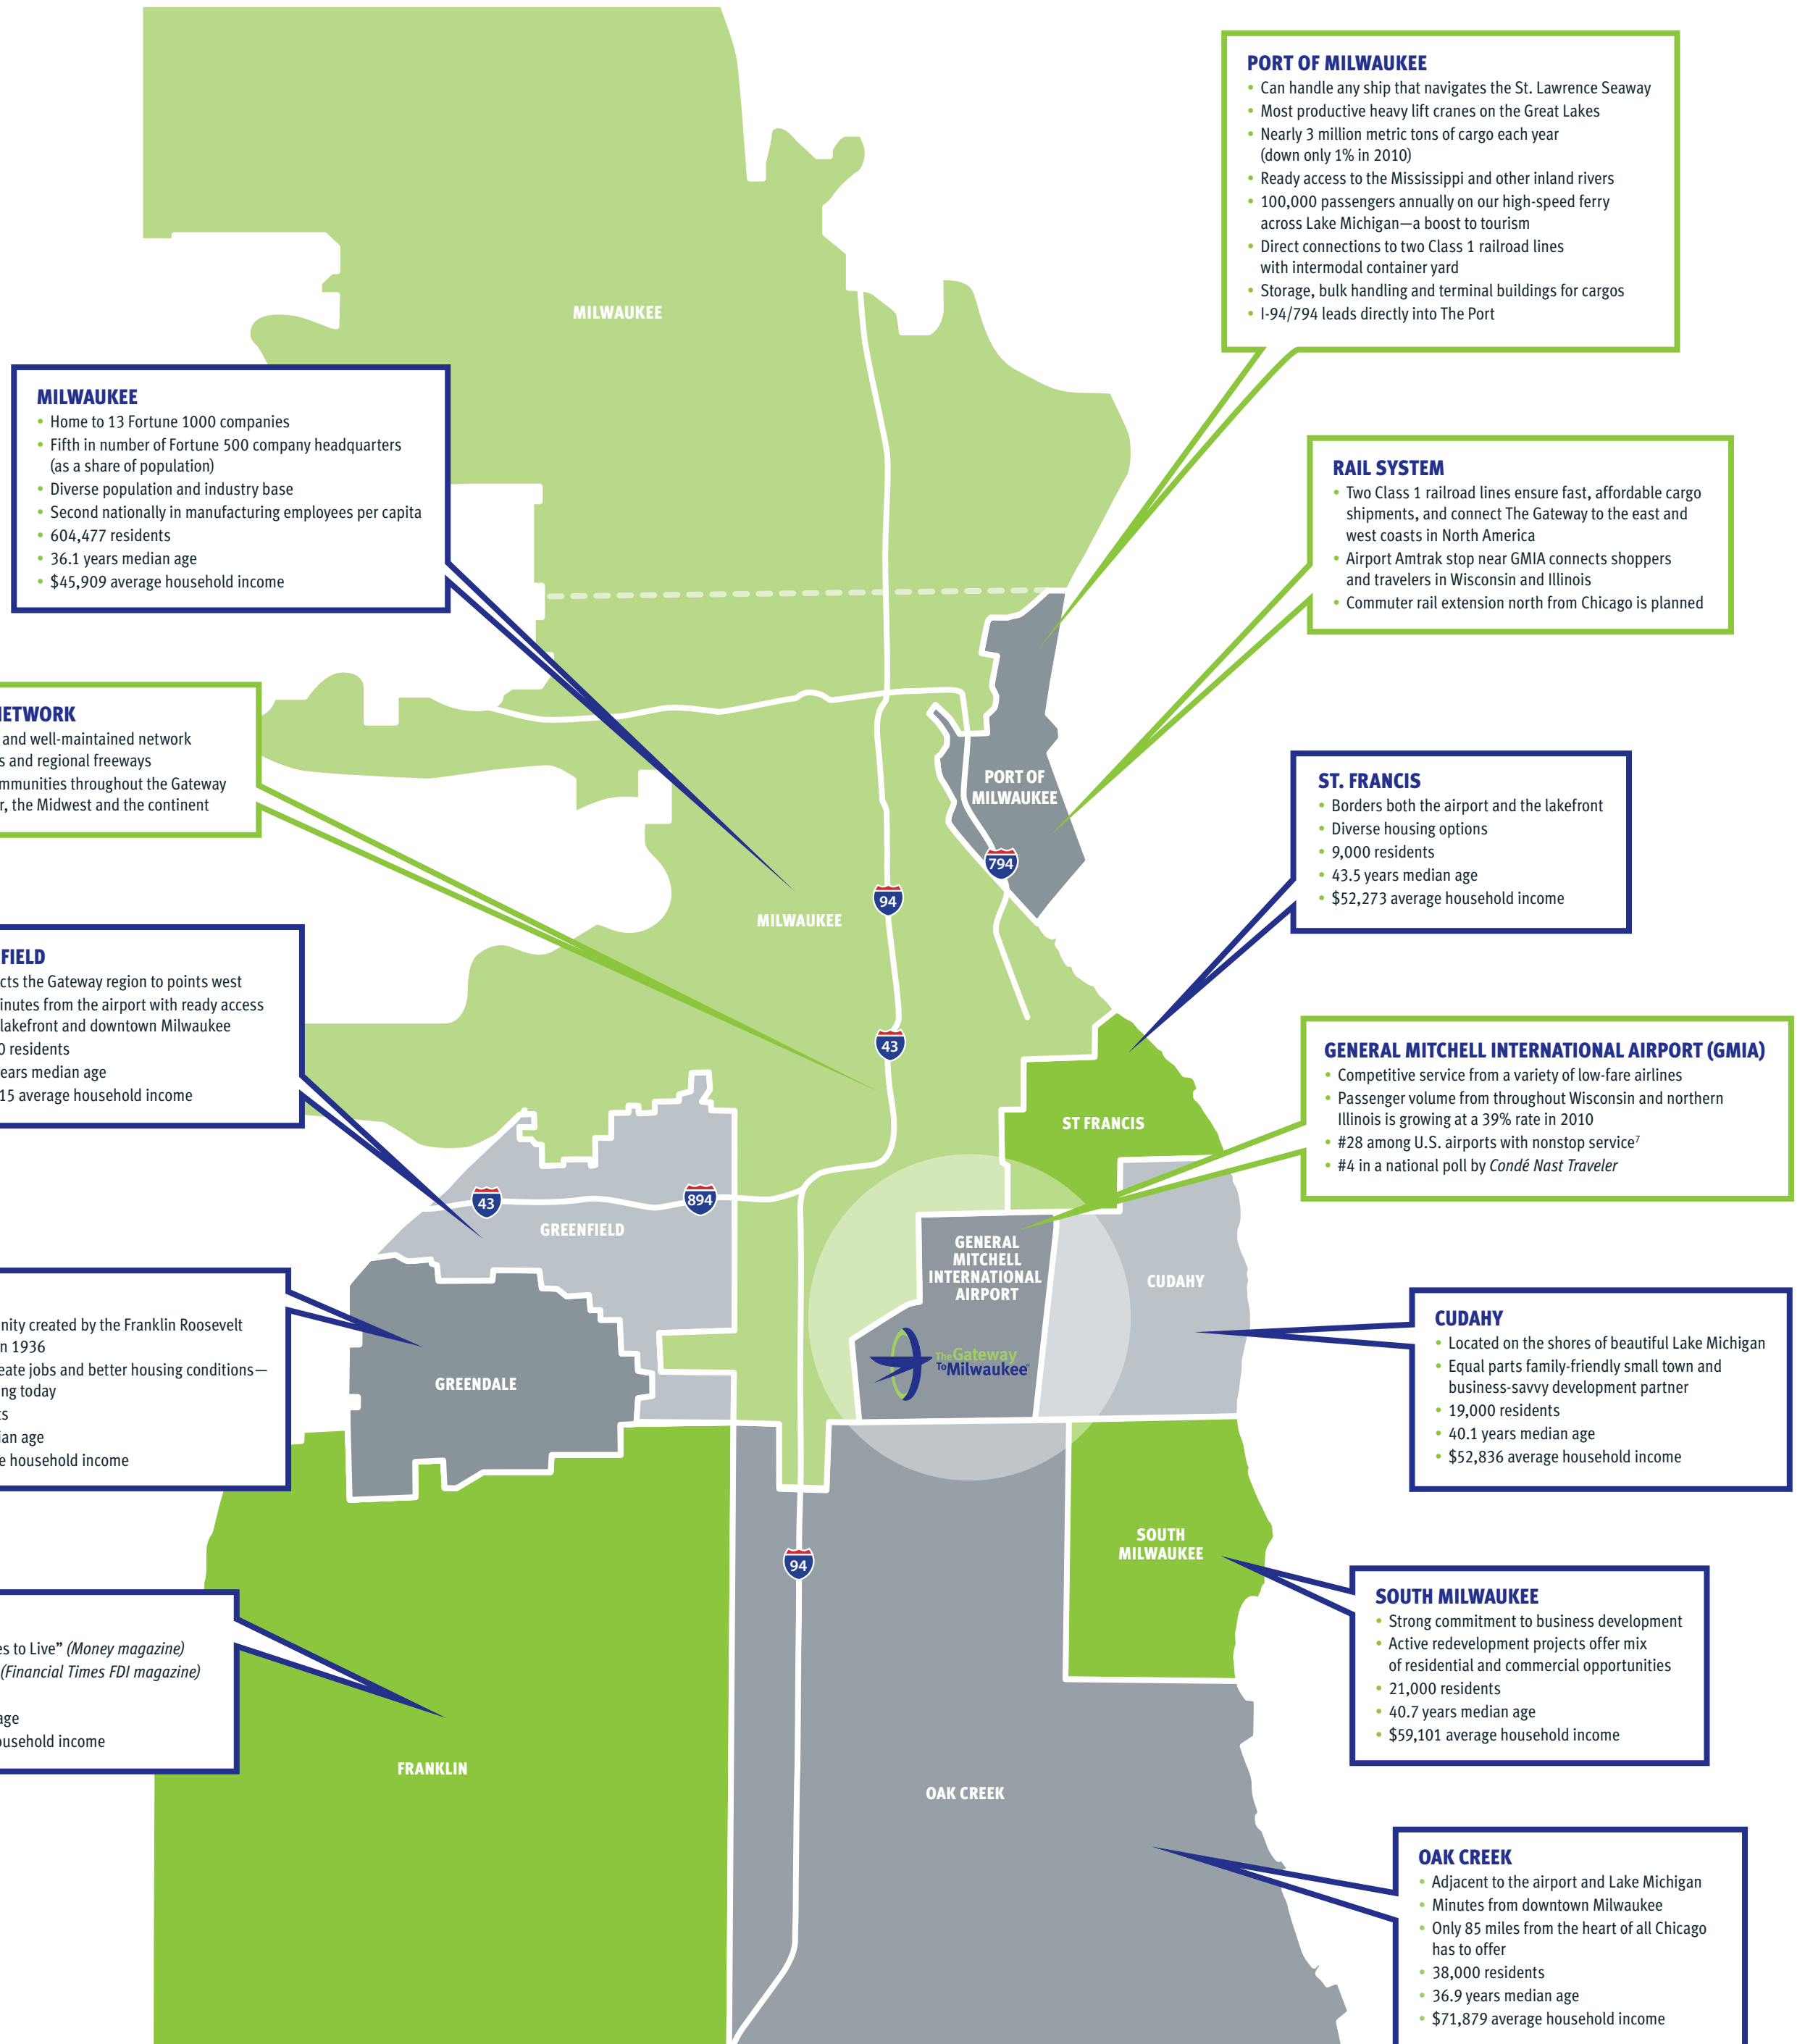 PORT OF MILWAUKEE
• Can handle any ship that navigates the St. Lawrence Seaway
• Most productive heavy lift cranes on the Great Lakes
• Nearly 3 million metric tons of cargo each year
(down only 1% in 2010)
• Ready access to the Mississippi and other inland rivers
• 100,000 passengers annually on our high-speed ferry
across Lake Michigan—a boost to tourism
• Direct connections to two Class 1 railroad lines
with intermodal container yard
• Storage, bulk handling and terminal buildings for cargos
• I-94/794 leads directly into The Port
MILWAUKEE
MILWAUKEE
• Home to 13 Fortune 1000 companies
• Fifth in number of Fortune 500 company headquarters
(as a share of population)
• Diverse population and industry base
• Second nationally in manufacturing employees per capita
• 604,477 residents
• 36.1 years median age
• $45,909 average household income
RAIL SYSTEM
• Two Class 1 railroad lines ensure fast, affordable cargo
shipments, and connect The Gateway to the east and
west coasts in North America
• Airport Amtrak stop near GMIA connects shoppers
and travelers in Wisconsin and Illinois
• Commuter rail extension north from Chicago is planned
NETWORK
and well-maintained network
s and regional freeways
mmunities throughout the Gateway
r, the Midwest and the continent
PORT OF
MILWAUKEE
794
94
MILWAUKEE
43
ST. FRANCIS
• Borders both the airport and the lakefront
• Diverse housing options
• 9,000 residents
• 43.5 years median age
• $52,273 average household income
FIELD
cts the Gateway region to points west
inutes from the airport with ready access
lakefront and downtown Milwaukee
0 residents
ears median age
15 average household income
GENERAL MITCHELL INTERNATIONAL AIRPORT (GMIA)
• Competitive service from a variety of low-fare airlines
• Passenger volume from throughout Wisconsin and northern
Illinois is growing at a 39% rate in 2010
• #28 among U.S. airports with nonstop service7
• #4 in a national poll by Condé Nast Traveler
ST FRANCIS
43
894
GREENFIELD
GENERAL
MITCHELL
INTERNATIONAL
AIRPORT
CUDAHY
The Gateway
To Milwaukee™
GREENDALE
nity created by the Franklin Roosevelt
n 1936
eate jobs and better housing conditions—
ng today
ts
ian age
e household income
CUDAHY
• Located on the shores of beautiful Lake Michigan
• Equal parts family-friendly small town and
business-savvy development partner
• 19,000 residents
• 40.1 years median age
• $52,836 average household income
94
SOUTH
MILWAUKEE
SOUTH MILWAUKEE
• Strong commitment to business development
• Active redevelopment projects offer mix
of residential and commercial opportunities
• 21,000 residents
• 40.7 years median age
• $59,101 average household income
es to Live” (Money magazine)
(Financial Times FDI magazine)
age
ousehold income
FRANKLIN
OAK CREEK
OAK CREEK
• Adjacent to the airport and Lake Michigan
• Minutes from downtown Milwaukee
• Only 85 miles from the heart of all Chicago
has to offer
• 38,000 residents
• 36.9 years median age
• $71,879 average household income